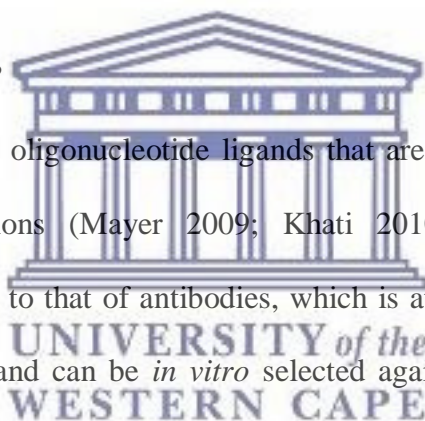 oligonucleotide ligands that are
ions (Mayer 2009; Khati 201
to that of antibodies, which is a
UNIVERSITY of the
and can be in vitro selected agai
WESTERN CAPE